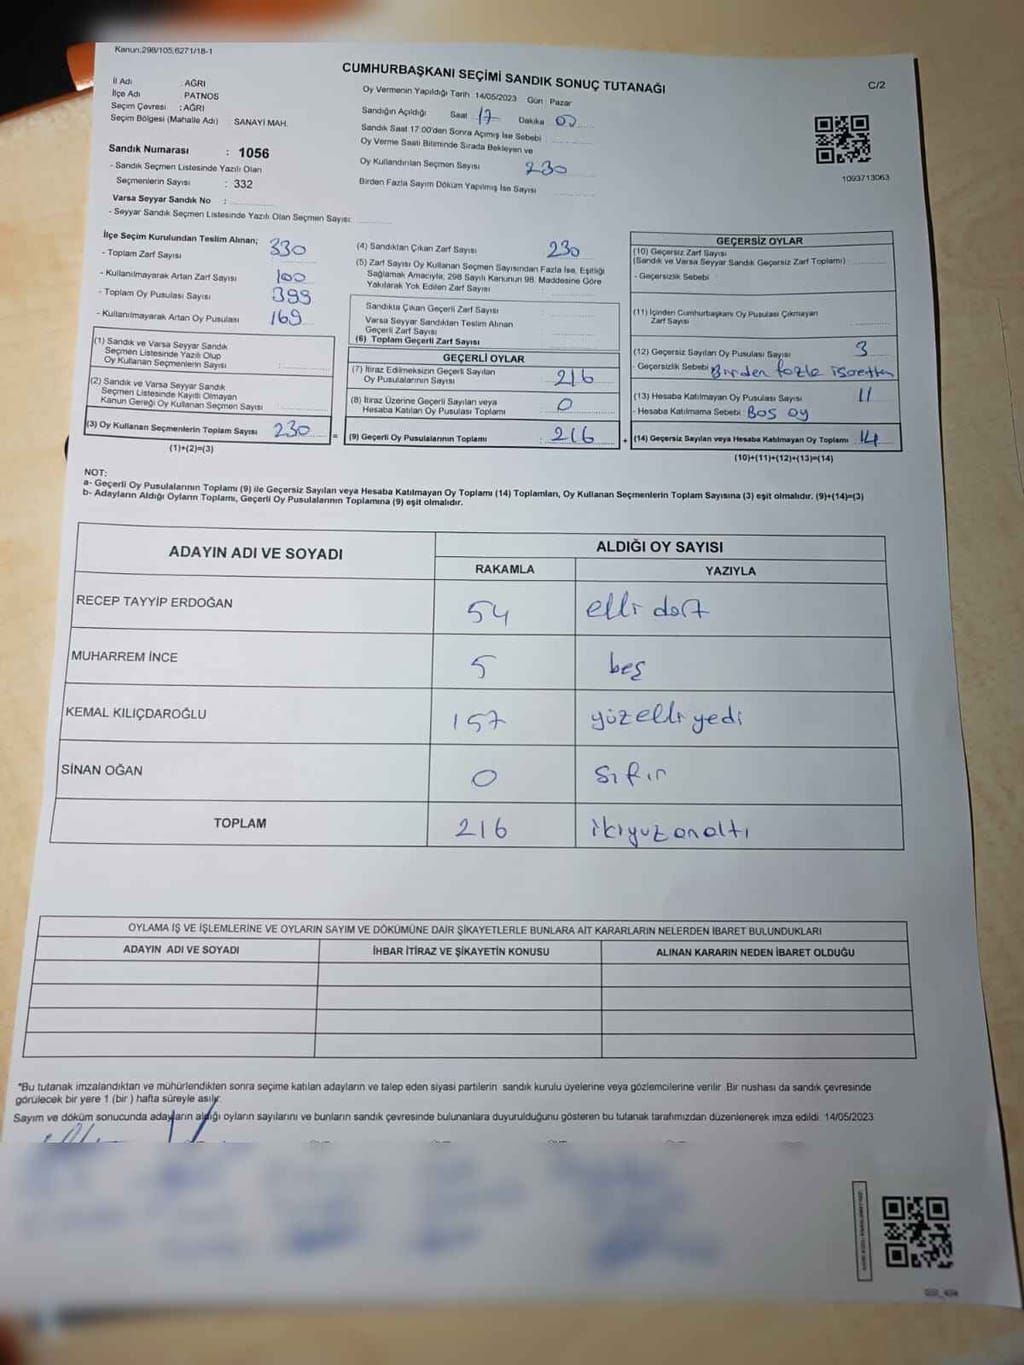 Kanun:298/105,6271/18-1
CUMHURBAŞKANI SEÇİMİ SANDIK SONUÇ TUTANAĞI
C/2
İl Adı AĞRI
İlçe Adı PATNOS
Seçim Çevresi : AĞRI
Seçim Bölgesi (Mahalle Adı) : SANAYİ MAH.
Sandık Numarası : 1056
- Sandık Seçmen Listesinde Yazılı Olan
Seçmenlerin Sayısı : 332
Varsa Seyyar Sandık No :
- Seyyar Sandık Seçmen Listesinde Yazılı Olan Seçmen Sayısı:
Oy Vermenin Yapıldığı Tarih : 14/05/2023 Gün : Pazar
Sandığın Açıldığı Saat 17 Dakika 00
Sandık Saat 17:00'den Sonra Açımış İse Sebebi
Oy Verme Saati Bitiminde Sırada Bekleyen ve
Oy Kullandırılan Seçmen Sayısı 230
Birden Fazla Sayım Döküm Yapılmış İse Sayısı
1093713063
İlçe Seçim Kurulundan Teslim Alınan;
- Toplam Zarf Sayısı 330
- Kullanılmayarak Artan Zarf Sayısı 100
- Toplam Oy Pusulası Sayısı 399
- Kullanılmayarak Artan Oy Pusulası 169
(1) Sandık ve Varsa Seyyar Sandık
Seçmen Listesinde Yazılı Olup
Oy Kullanan Seçmenlerin Sayısı :
(2) Sandık ve Varsa Seyyar Sandık
Seçmen Listesinde Kayıtlı Olmayan
Kanun Gereği Oy Kullanan Seçmen Sayısı :
(3) Oy Kullanan Seçmenlerin Toplam Sayısı 230
(1)+(2)=(3)
(4) Sandıktan Çıkan Zarf Sayısı 230
(5) Zarf Sayısı Oy Kullanan Seçmen Sayısından Fazla İse, Eşitliği
Sağlamak Amacıyla, 298 Sayılı Kanunun 98. Maddesine Göre
Yakılarak Yok Edilen Zarf Sayısı
Sandıkta Çıkan Geçerli Zarf Sayısı
Varsa Seyyar Sandıktan Teslim Alınan
Geçerli Zarf Sayısı
(6) Toplam Geçerli Zarf Sayısı
=
GEÇERLİ OYLAR
(7) İtiraz Edilmeksizin Geçerli Sayılan
Oy Pusulalarının Sayısı : 216
(8) İtiraz Üzerine Geçerli Sayılan veya
Hesaba Katılan Oy Pusulası Toplamı : 0
(9) Geçerli Oy Pusulalarının Toplamı : 216
+
GEÇERSİZ OYLAR
(10) Geçersiz Zarf Sayısı
(Sandık ve Varsa Seyyar Sandık Geçersiz Zarf Toplamı)
- Geçersizlik Sebebi :
(11) İçinden Cumhurbaşkanı Oy Pusulası Çıkmayan
Zarf Sayısı
(12) Geçersiz Sayılan Oy Pusulası Sayısı 3
- Geçersizlik Sebebi Birden fazla
(13) Hesaba Katılmayan Oy Pusulası Sayısı 11
- Hesaba Katılmama Sebebi : Boş oy
(14) Geçersiz Sayılan veya Hesaba Katılmayan Oy Toplamı : 14
(10)+(11)+(12)+(13)=(14)
NOT:
a- Geçerli Oy Pusulalarının Toplamı (9) ile Geçersiz Sayılan veya Hesaba Katılmayan Oy Toplamı (14) Toplamları, Oy Kullanan Seçmenlerin Toplam Sayısına (3) eşit olmalıdır. (9)+(14)=(3)
b- Adayların Aldığı Oyların Toplamı, Geçerli Oy Pusulalarının Toplamına (9) eşit olmalıdır.
ADAYIN ADI VE SOYADI ALDIĞI OY SAYISI
RAKAMLA YAZIYLA
RECEP TAYYİP ERDOĞAN 54 elli dört
MUHARREM İNCE 5 beş
KEMAL KILIÇDAROĞLU 157 yüzelliyedi
SİNAN OĞAN 0 Sıfır
TOPLAM 216 ikiyuzonaltı
OYLAMA İŞ VE İŞLEMLERİNE VE OYLARIN SAYIM VE DÖKÜMÜNE DAİR ŞİKAYETLERLE BUNLARA AİT KARARLARIN NELERDEN İBARET BULUNDUKLARI
ADAYIN ADI VE SOYADI İHBAR İTİRAZ VE ŞİKAYETİN KONUSU ALINAN KARARIN NEDEN İBARET OLDUĞU
*Bu tutanak imzalandıktan ve mühürlendikten sonra seçime katılan adayların ve talep eden siyasi partilerin sandık kurulu üyelerine veya gözlemcilerine verilir. Bir nushası da sandık çevresinde
görülecek bir yere 1 (bir ) hafta süreyle asılır.
Sayım ve döküm sonucunda adayların aldığı oyların sayılarını ve bunların sandık çevresinde bulunanlara duyurulduğunu gösteren bu tutanak tarafımızdan düzenlenerek imza edildi. 14/05/2023